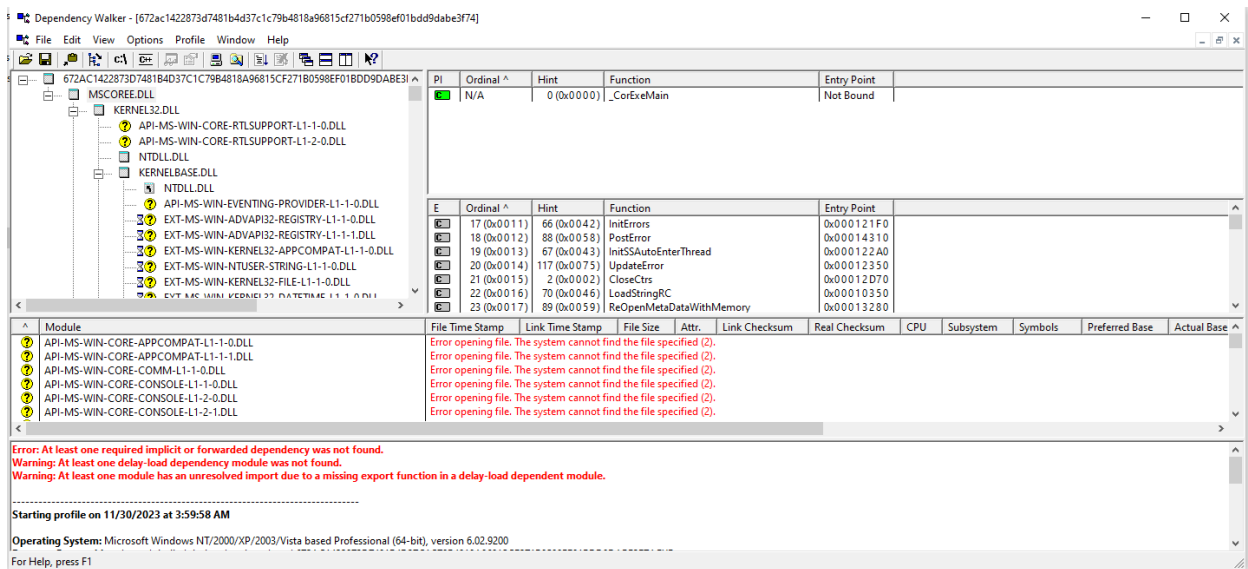 Dependency Walker - [672ac1422873d7481b4d37c1c79b4818a96815cf271b0598ef01bdd9dabe3f74]
File Edit View Options Profile Window Help
672AC1422873D7481B4D37C1C79B4818A96815CF271B0598EF01BDD9DABE3
MSCOREE.DLL
KERNEL32.DLL
API-MS-WIN-CORE-RTLSUPPORT-L1-1-0.DLL
API-MS-WIN-CORE-RTLSUPPORT-L1-2-0.DLL
NTDLL.DLL
KERNELBASE.DLL
NTDLL.DLL
API-MS-WIN-EVENTING-PROVIDER-L1-1-0.DLL
EXT-MS-WIN-ADVAPI32-REGISTRY-L1-1-0.DLL
EXT-MS-WIN-ADVAPI32-REGISTRY-L1-1-1.DLL
EXT-MS-WIN-KERNEL32-APPCOMPAT-L1-1-0.DLL
EXT-MS-WIN-NTUSER-STRING-L1-1-0.DLL
EXT-MS-WIN-KERNEL32-FILE-L1-1-0.DLL
EXT-MS-WIN-KERNEL32-DATETIME-L1-1-0.DLL
PI Ordinal ^ Hint Function Entry Point
C N/A 0 (0x0000) _CorExeMain Not Bound
E Ordinal ^ Hint Function Entry Point
C 17 (0x0011) 66 (0x0042) InitErrors 0x000121F0
C 18 (0x0012) 88 (0x0058) PostError 0x00014310
C 19 (0x0013) 67 (0x0043) InitSSAutoEnterThread 0x000122A0
C 20 (0x0014) 117 (0x0075) UpdateError 0x00012350
C 21 (0x0015) 2 (0x0002) CloseCtrs 0x00012D70
C 22 (0x0016) 70 (0x0046) LoadStringRC 0x00010350
C 23 (0x0017) 89 (0x0059) ReOpenMetaDataWithMemory 0x00013280
^ Module File Time Stamp Link Time Stamp File Size Attr. Link Checksum Real Checksum CPU Subsystem Symbols Preferred Base Actual Base
API-MS-WIN-CORE-APPCOMPAT-L1-1-0.DLL Error opening file. The system cannot find the file specified (2).
API-MS-WIN-CORE-APPCOMPAT-L1-1-1.DLL Error opening file. The system cannot find the file specified (2).
API-MS-WIN-CORE-COMM-L1-1-0.DLL Error opening file. The system cannot find the file specified (2).
API-MS-WIN-CORE-CONSOLE-L1-1-0.DLL Error opening file. The system cannot find the file specified (2).
API-MS-WIN-CORE-CONSOLE-L1-2-0.DLL Error opening file. The system cannot find the file specified (2).
API-MS-WIN-CORE-CONSOLE-L1-2-1.DLL Error opening file. The system cannot find the file specified (2).
Error: At least one required implicit or forwarded dependency was not found.
Warning: At least one delay-load dependency module was not found.
Warning: At least one module has an unresolved import due to a missing export function in a delay-load dependent module.
--------------------------------------------------------------------------------
Starting profile on 11/30/2023 at 3:59:58 AM
Operating System: Microsoft Windows NT/2000/XP/2003/Vista based Professional (64-bit), version 6.02.9200
For Help, press F1